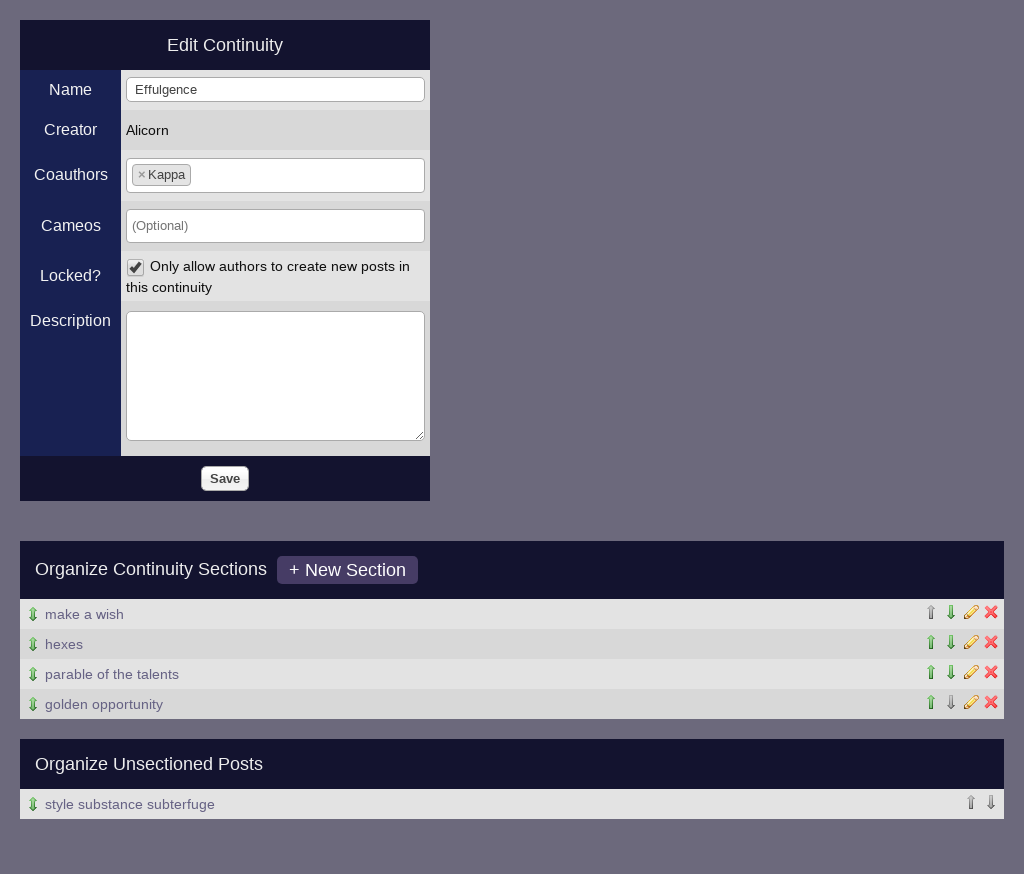 Edit Continuity
Name
Effulgence
Creator
Alicorn
Coauthors
×Kappa
Cameos
(Optional)
Locked?
Only allow authors to create new posts in
this continuity
Description
Save
Organize Continuity Sections + New Section
make a wish
hexes
parable of the talents
golden opportunity
Organize Unsectioned Posts
style substance subterfuge